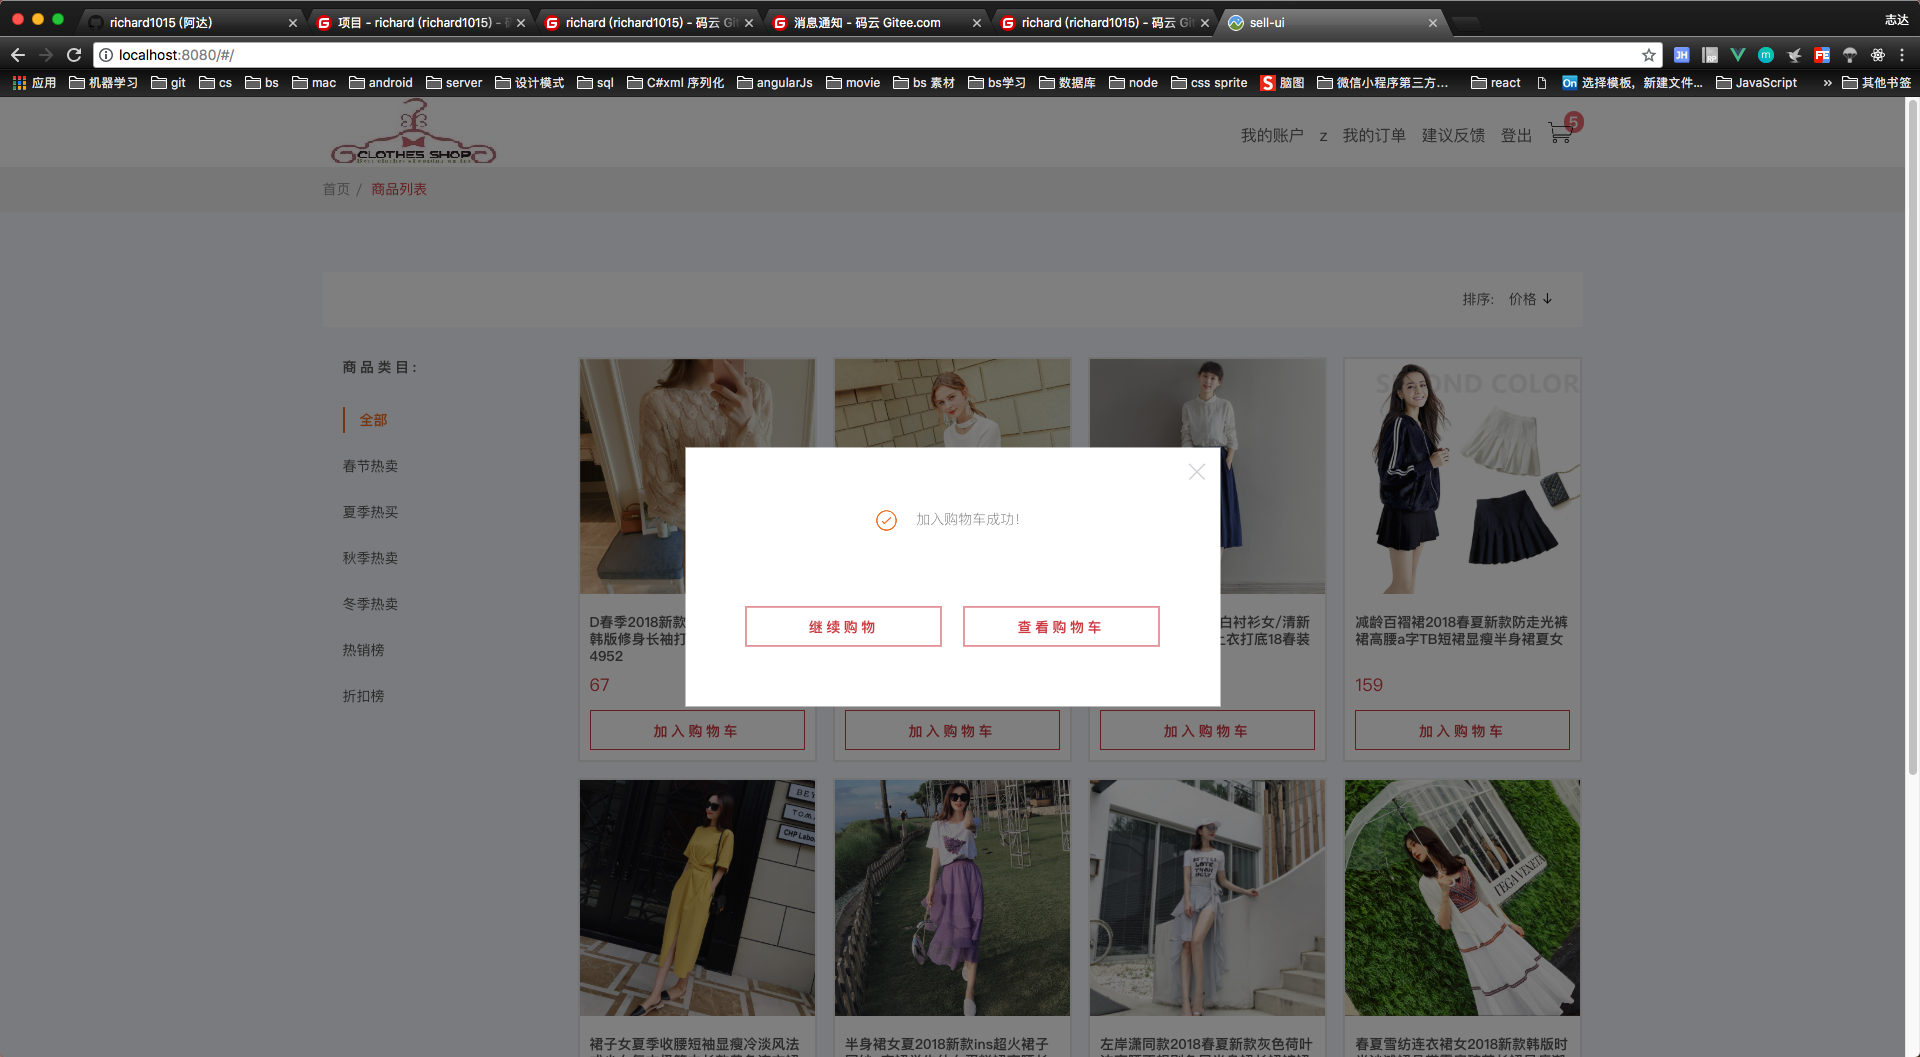 richard1015 (阿达)
项目 - richard (richard1015) -
richard (richard1015) - 码云 Git
消息通知 - 码云 Gitee.com
richard (richard1015) - 码云 Git
sell-ui
志达
localhost:8080/#/
应用 机器学习 git cs bs mac android server 设计模式 sql C#xml 序列化 angularJs movie bs 素材 bs学习 数据库 node css sprite 脑图 微信小程序第三方... react On 选择模板，新建文件... JavaScript » 其他书签
CLOTHES SHOP
我的账户 z 我的订单 建议反馈 登出 5
首页 / 商品列表
排序: 价格 ↓
商品类目:
全部
春节热卖
夏季热买
秋季热卖
冬季热卖
热销榜
折扣榜
SECOND COLOR
加入购物车成功!
继续购物 查看购物车
D春季2018新款
韩版修身长袖打
4952
67
加入购物车
加入购物车
白衬衫女/清新
上衣打底18春装
加入购物车
减龄百褶裙2018春夏新款防走光裤
裙高腰a字TB短裙显瘦半身裙夏女
159
加入购物车
裙子女夏季收腰短袖显瘦冷淡风法
半身裙女夏2018新款ins超火裙子
左岸潇同款2018春夏新款灰色荷叶
春夏雪纺连衣裙女2018新款韩版时